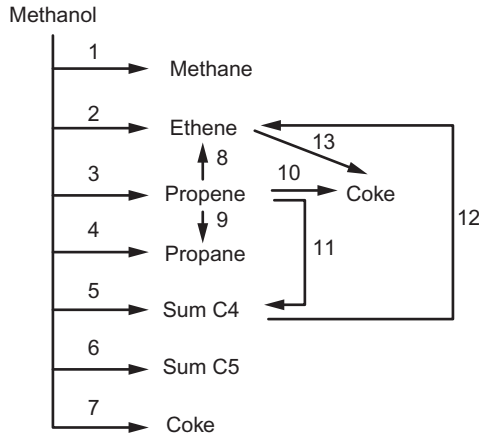 Methanol
1
Methane
2
Ethene
13
8
3
Propene
10
Coke
12
9
4
Propane
11
5
Sum C4
6
Sum C5
7
Coke